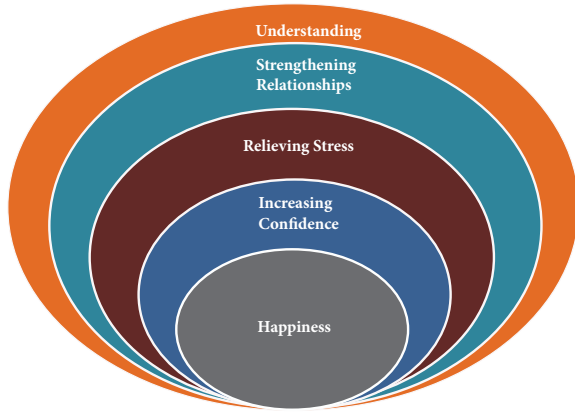 Understanding
Strengthening
Relationships
Relieving Stress
Increasing
Confidence
Happiness